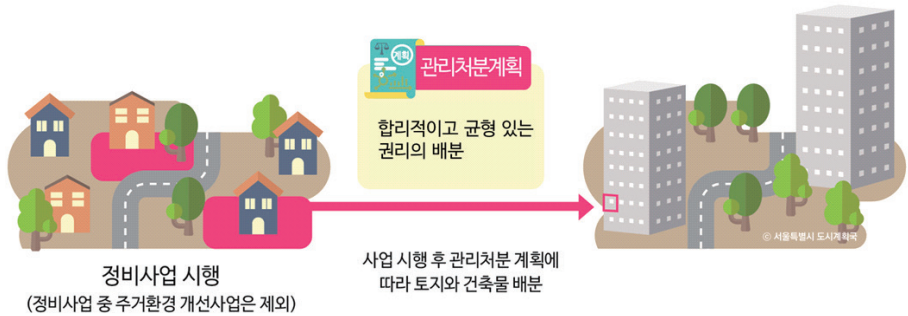 계획
관리처분계획
합리적이고 균형 있는
권리의 배분
정비사업 시행
(정비사업 중 주거환경 개선사업은 제외)
사업 시행 후 관리처분 계획에
따라 토지와 건축물 배분
© 서울특별시 도시계획국